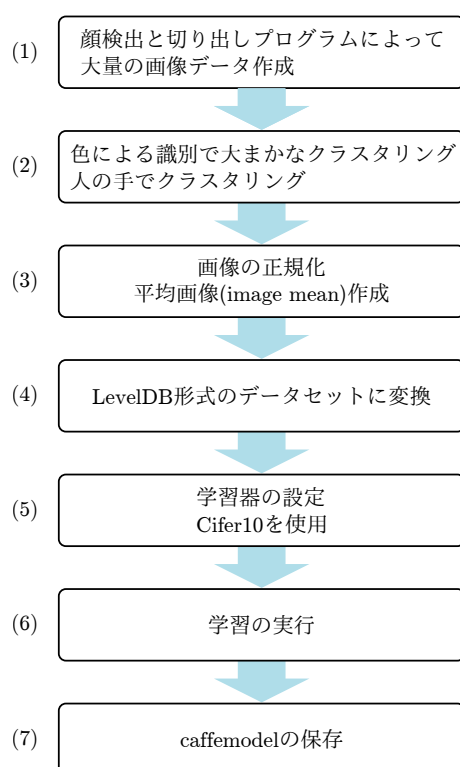 (1)
顔検出と切り出しプログラムによって
大量の画像データ作成
(2)
色による識別で大まかなクラスタリング
人の手でクラスタリング
(3)
画像の正規化
平均画像(image mean)作成
(4)
LevelDB形式のデータセットに変換
(5)
学習器の設定
Cifer10を使用
(6)
学習の実行
(7)
caffemodelの保存